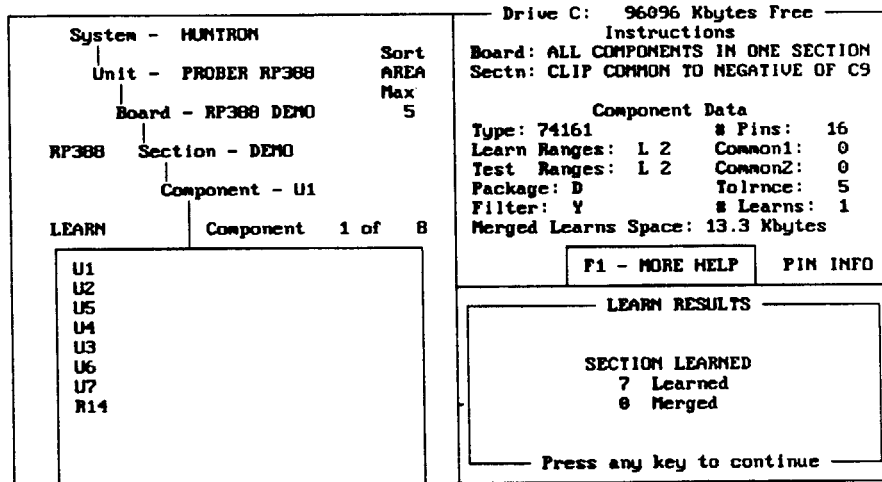 System - HUNTRON
Sort
Unit - PROBER RP388
AREA
Max
Board - RP388 DEMO
5
RP388 Section - DEMO
Component - U1
LEARN
Component 1 of 8
U1
U2
U5
U4
U3
U6
U7
R14
Drive C: 96096 Kbytes Free
Instructions
Board: ALL COMPONENTS IN ONE SECTION
Sectn: CLIP COMMON TO NEGATIVE OF C9
Component Data
Type: 74161 # Pins: 16
Learn Ranges: L 2 Common1: 0
Test Ranges: L 2 Common2: 0
Package: D Tolrnce: 5
Filter: Y # Learns: 1
Merged Learns Space: 13.3 Kbytes
F1 - MORE HELP PIN INFO
LEARN RESULTS
SECTION LEARNED
7 Learned
0 Merged
Press any key to continue